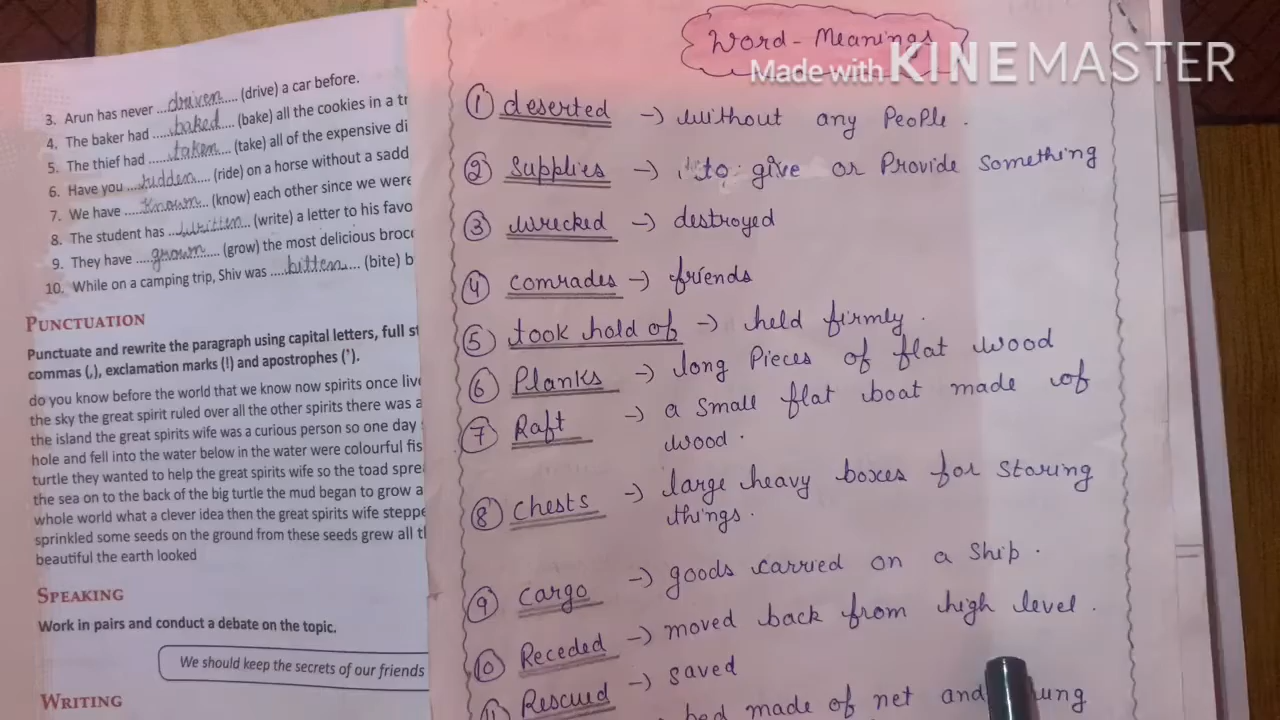 3. Arun has never ...driven.... (drive) a car before.
4. The baker had ....baked.... (bake) all the cookies in a tr
5. The thief had ......taken..... (take) all of the expensive di
6. Have you ...ridden.... (ride) on a horse without a sadd
7. We have ....known.... (know) each other since we were
8. The student has ...written... (write) a letter to his favo
9. They have ....grown..... (grow) the most delicious broc
10. While on a camping trip, Shiv was ....bitten.... (bite) b
PUNCTUATION
Punctuate and rewrite the paragraph using capital letters, full st
commas (,), exclamation marks (!) and apostrophes (').
do you know before the world that we know now spirits once live
the sky the great spirit ruled over all the other spirits there was a
the island the great spirits wife was a curious person so one day
hole and fell into the water below in the water were colourful fis
turtle they wanted to help the great spirits wife so the toad sprea
the sea on to the back of the big turtle the mud began to grow a
whole world what a clever idea then the great spirits wife steppe
sprinkled some seeds on the ground from these seeds grew all t
beautiful the earth looked
SPEAKING
Work in pairs and conduct a debate on the topic.
We should keep the secrets of our friends
WRITING
Word - Meanings
Made with KINEMASTER
① deserted → without any People.
② Supplies → to give or Provide Something
③ wrecked → destroyed
④ comrades → friends
⑤ took hold of → held firmly.
⑥ Planks → long Pieces of flat wood
⑦ Raft → a small flat boat made of
wood.
⑧ Chests → large heavy boxes for Storing
things.
⑨ Cargo → goods carried on a Ship.
⑩ Receded → moved back from high level.
⑪ Rescued → saved
bed made of net and